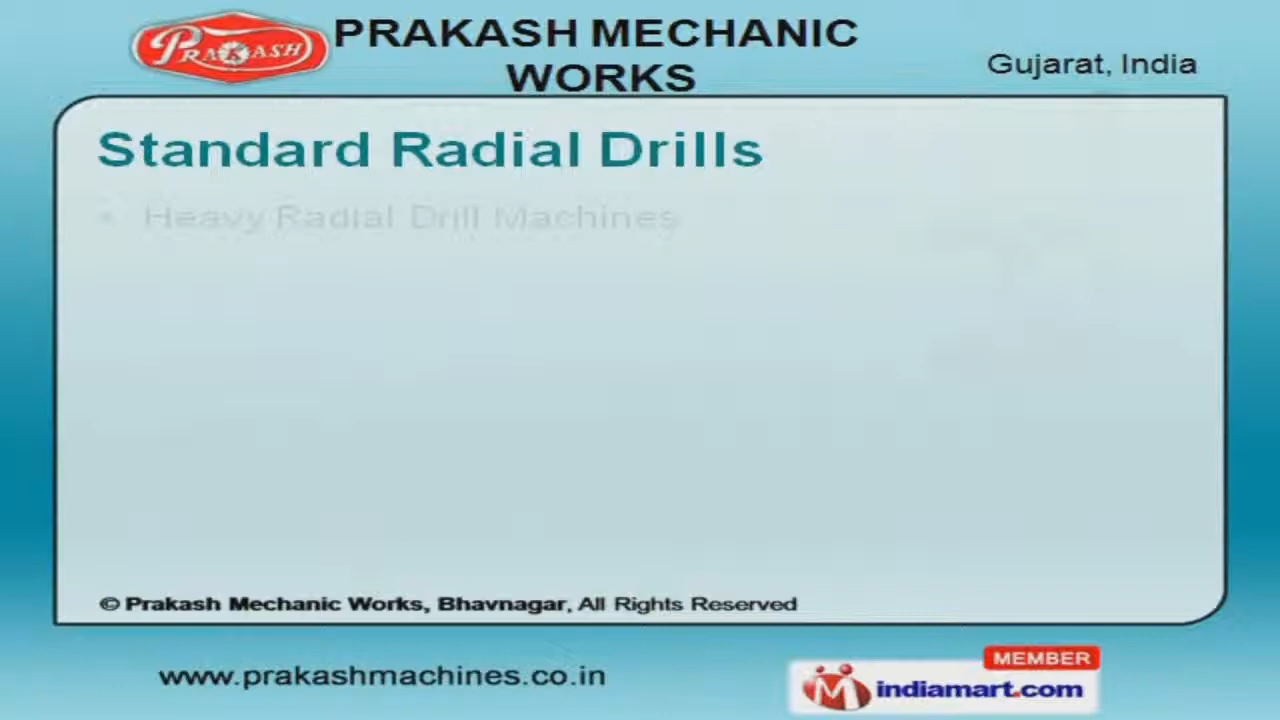 PRAKASH
PRAKASH MECHANIC
WORKS
Gujarat, India
Standard Radial Drills
• Heavy Radial Drill Machines
© Prakash Mechanic Works, Bhavnagar, All Rights Reserved
www.prakashmachines.co.in
MEMBER
indiamart.com